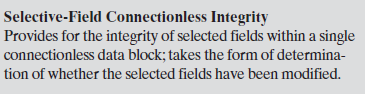 Selective-Field Connectionless Integrity
Provides for the integrity of selected fields within a single
connectionless data block; takes the form of determina-
tion of whether the selected fields have been modified.